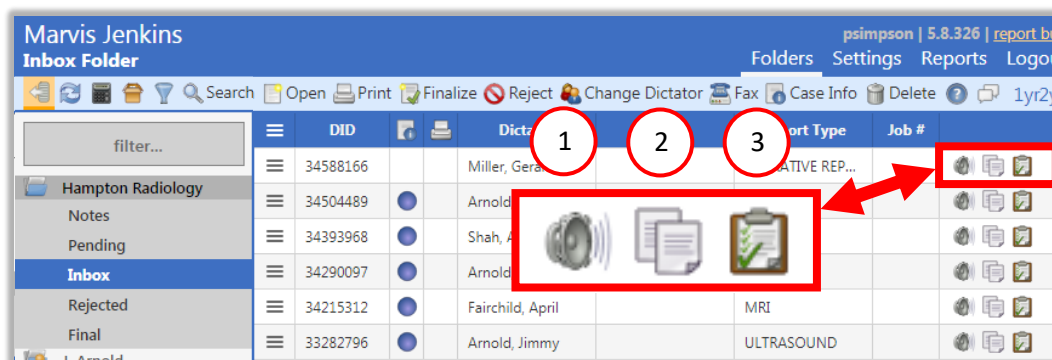 Marvis Jenkins
psimpson | 5.8.326 | report bu
Inbox Folder
Folders Settings Reports Logou
Search Open Print Finalize Reject Change Dictator Fax Case Info Delete ? 1yr2y
filter...
DID Dicta ort Type Job #
1 2 3
34588166 Miller, Gera ATIVE REP...
Hampton Radiology
34504489 Arnold
Notes
34393968 Shah, A
Pending
34290097 Arnold
Inbox
34215312 Fairchild, April MRI
Rejected
33282796 Arnold, Jimmy ULTRASOUND
Final
J. Arnold